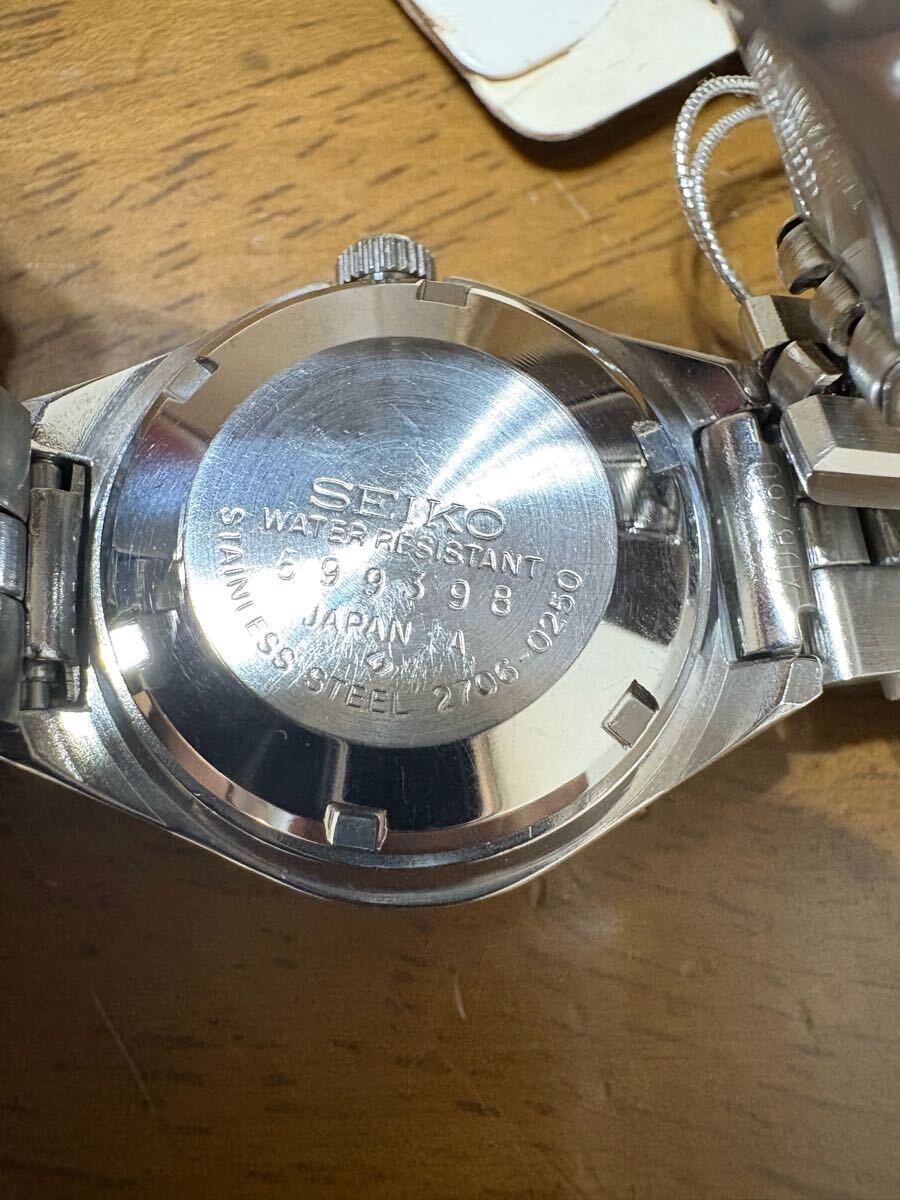 SEIKO
WATER RESISTANT
599398
JAPAN A
STAINLESS STEEL 2706-0250